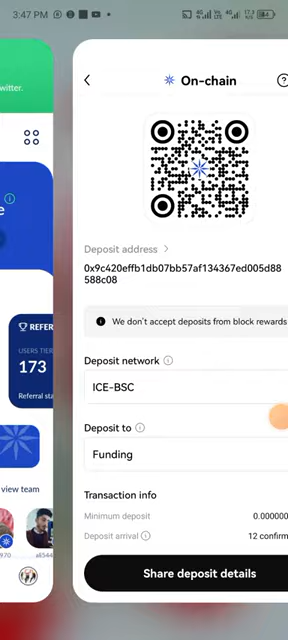 3:47 PM
witter.
e
REFER
USERS TIER
173
Referral sta
view team
970
a8544
On-chain
Deposit address >
0x9c420effb1db07bb57af134367ed005d88
588c08
We don't accept deposits from block rewards
Deposit network
ICE-BSC
Deposit to
Funding
Transaction info
Minimum deposit 0.000000
Deposit arrival 12 confirm
Share deposit details